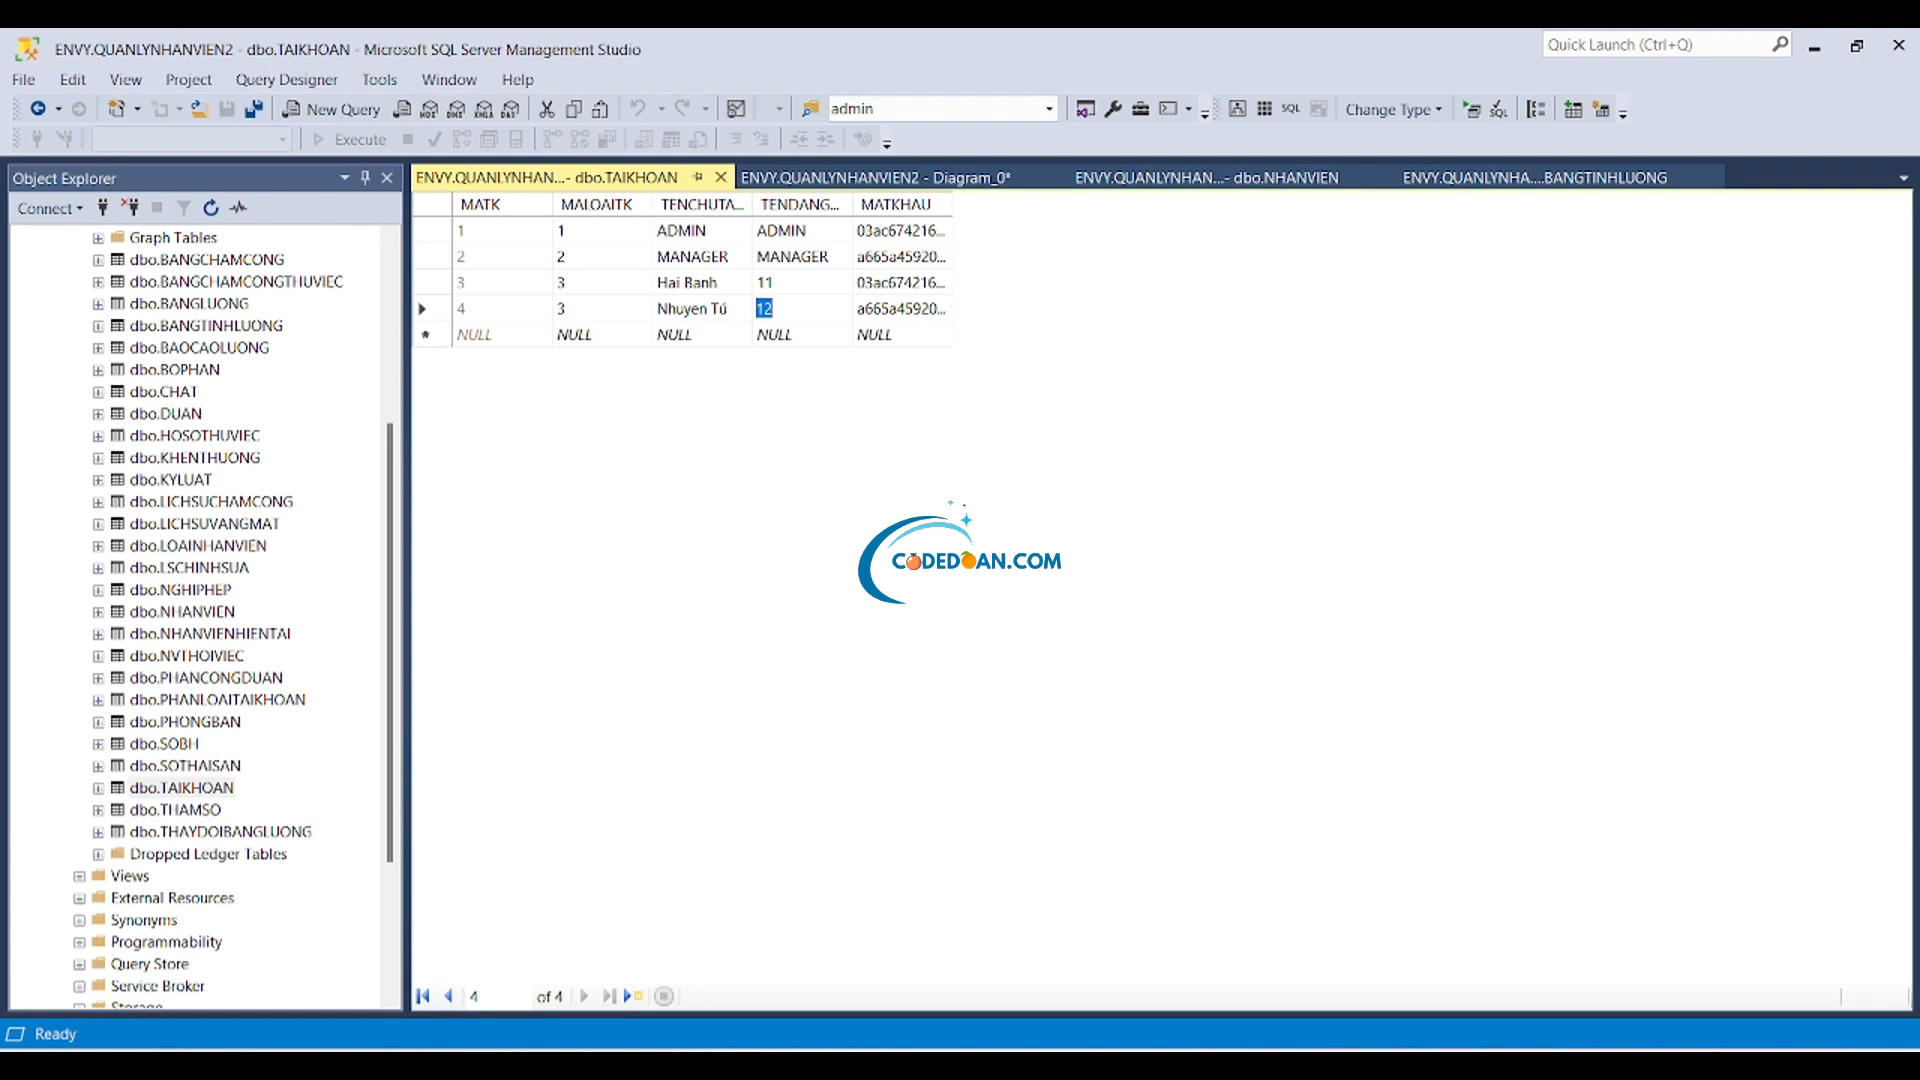 ENVY.QUANLYNHANVIEN2 - dbo.TAIKHOAN - Microsoft SQL Server Management Studio
Quick Launch (Ctrl+Q)
File Edit View Project Query Designer Tools Window Help
New Query
admin
SQL
Change Type
Execute
Object Explorer
ENVY.QUANLYNHAN...- dbo.TAIKHOAN
ENVY.QUANLYNHANVIEN2 - Diagram_0*
ENVY.QUANLYNHAN...- dbo.NHANVIEN
ENVY.QUANLYNHA....BANGTINHLUONG
Connect
MATK MALOAITK TENCHUTA... TENDANG... MATKHAU
1 1 ADMIN ADMIN 03ac674216...
2 2 MANAGER MANAGER a665a45920...
3 3 Hai Banh 11 03ac674216...
4 3 Nhuyen Tú 12 a665a45920...
NULL NULL NULL NULL NULL
Graph Tables
dbo.BANGCHAMCONG
dbo.BANGCHAMCONGTHUVIEC
dbo.BANGLUONG
dbo.BANGTINHLUONG
dbo.BAOCAOLUONG
dbo.BOPHAN
dbo.CHAT
dbo.DUAN
dbo.HOSOTHUVIEC
dbo.KHENTHUONG
dbo.KYLUAT
dbo.LICHSUCHAMCONG
dbo.LICHSUVANGMAT
dbo.LOAINHANVIEN
dbo.LSCHINHSUA
dbo.NGHIPHEP
dbo.NHANVIEN
dbo.NHANVIENHIENTAI
dbo.NVTHOIVIEC
dbo.PHANCONGDUAN
dbo.PHANLOAITAIKHOAN
dbo.PHONGBAN
dbo.SOBH
dbo.SOTHAISAN
dbo.TAIKHOAN
dbo.THAMSO
dbo.THAYDOIBANGLUONG
Dropped Ledger Tables
Views
External Resources
Synonyms
Programmability
Query Store
Service Broker
Storage
CODEDOAN.COM
4 of 4
Ready